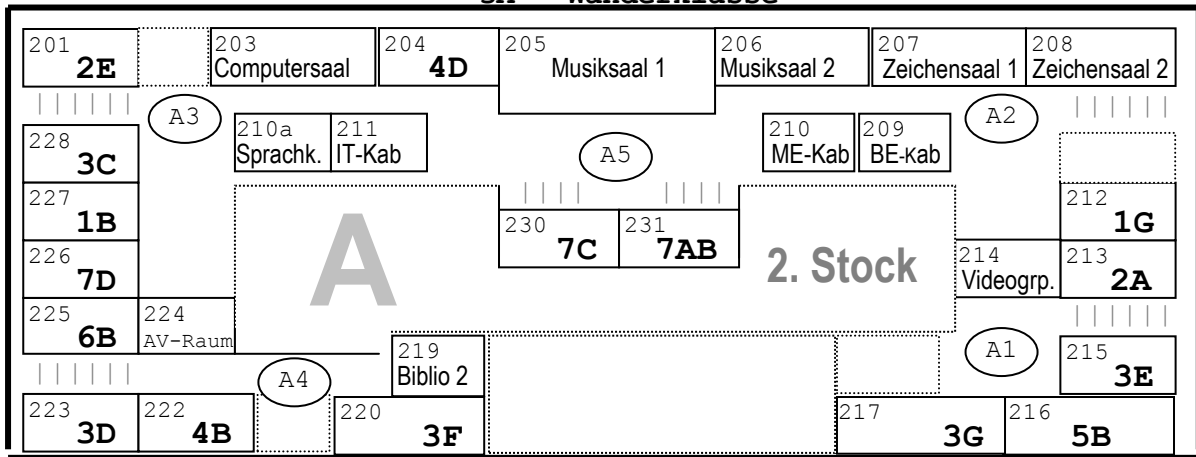 201 2E
203 Computersaal
204 4D
205 Musiksaal 1
206 Musiksaal 2
207 Zeichensaal 1
208 Zeichensaal 2
A3
A2
228 3C
210a Sprachk.
211 IT-Kab
A5
210 ME-Kab
209 BE-Kab
227 1B
212 1G
230 7C
231 7AB
A
2. Stock
226 7D
214 Videogrp.
213 2A
225 6B
224 AV-Raum
219 Biblio 2
A4
A1
215 3E
223 3D
222 4B
220 3F
217 3G
216 5B